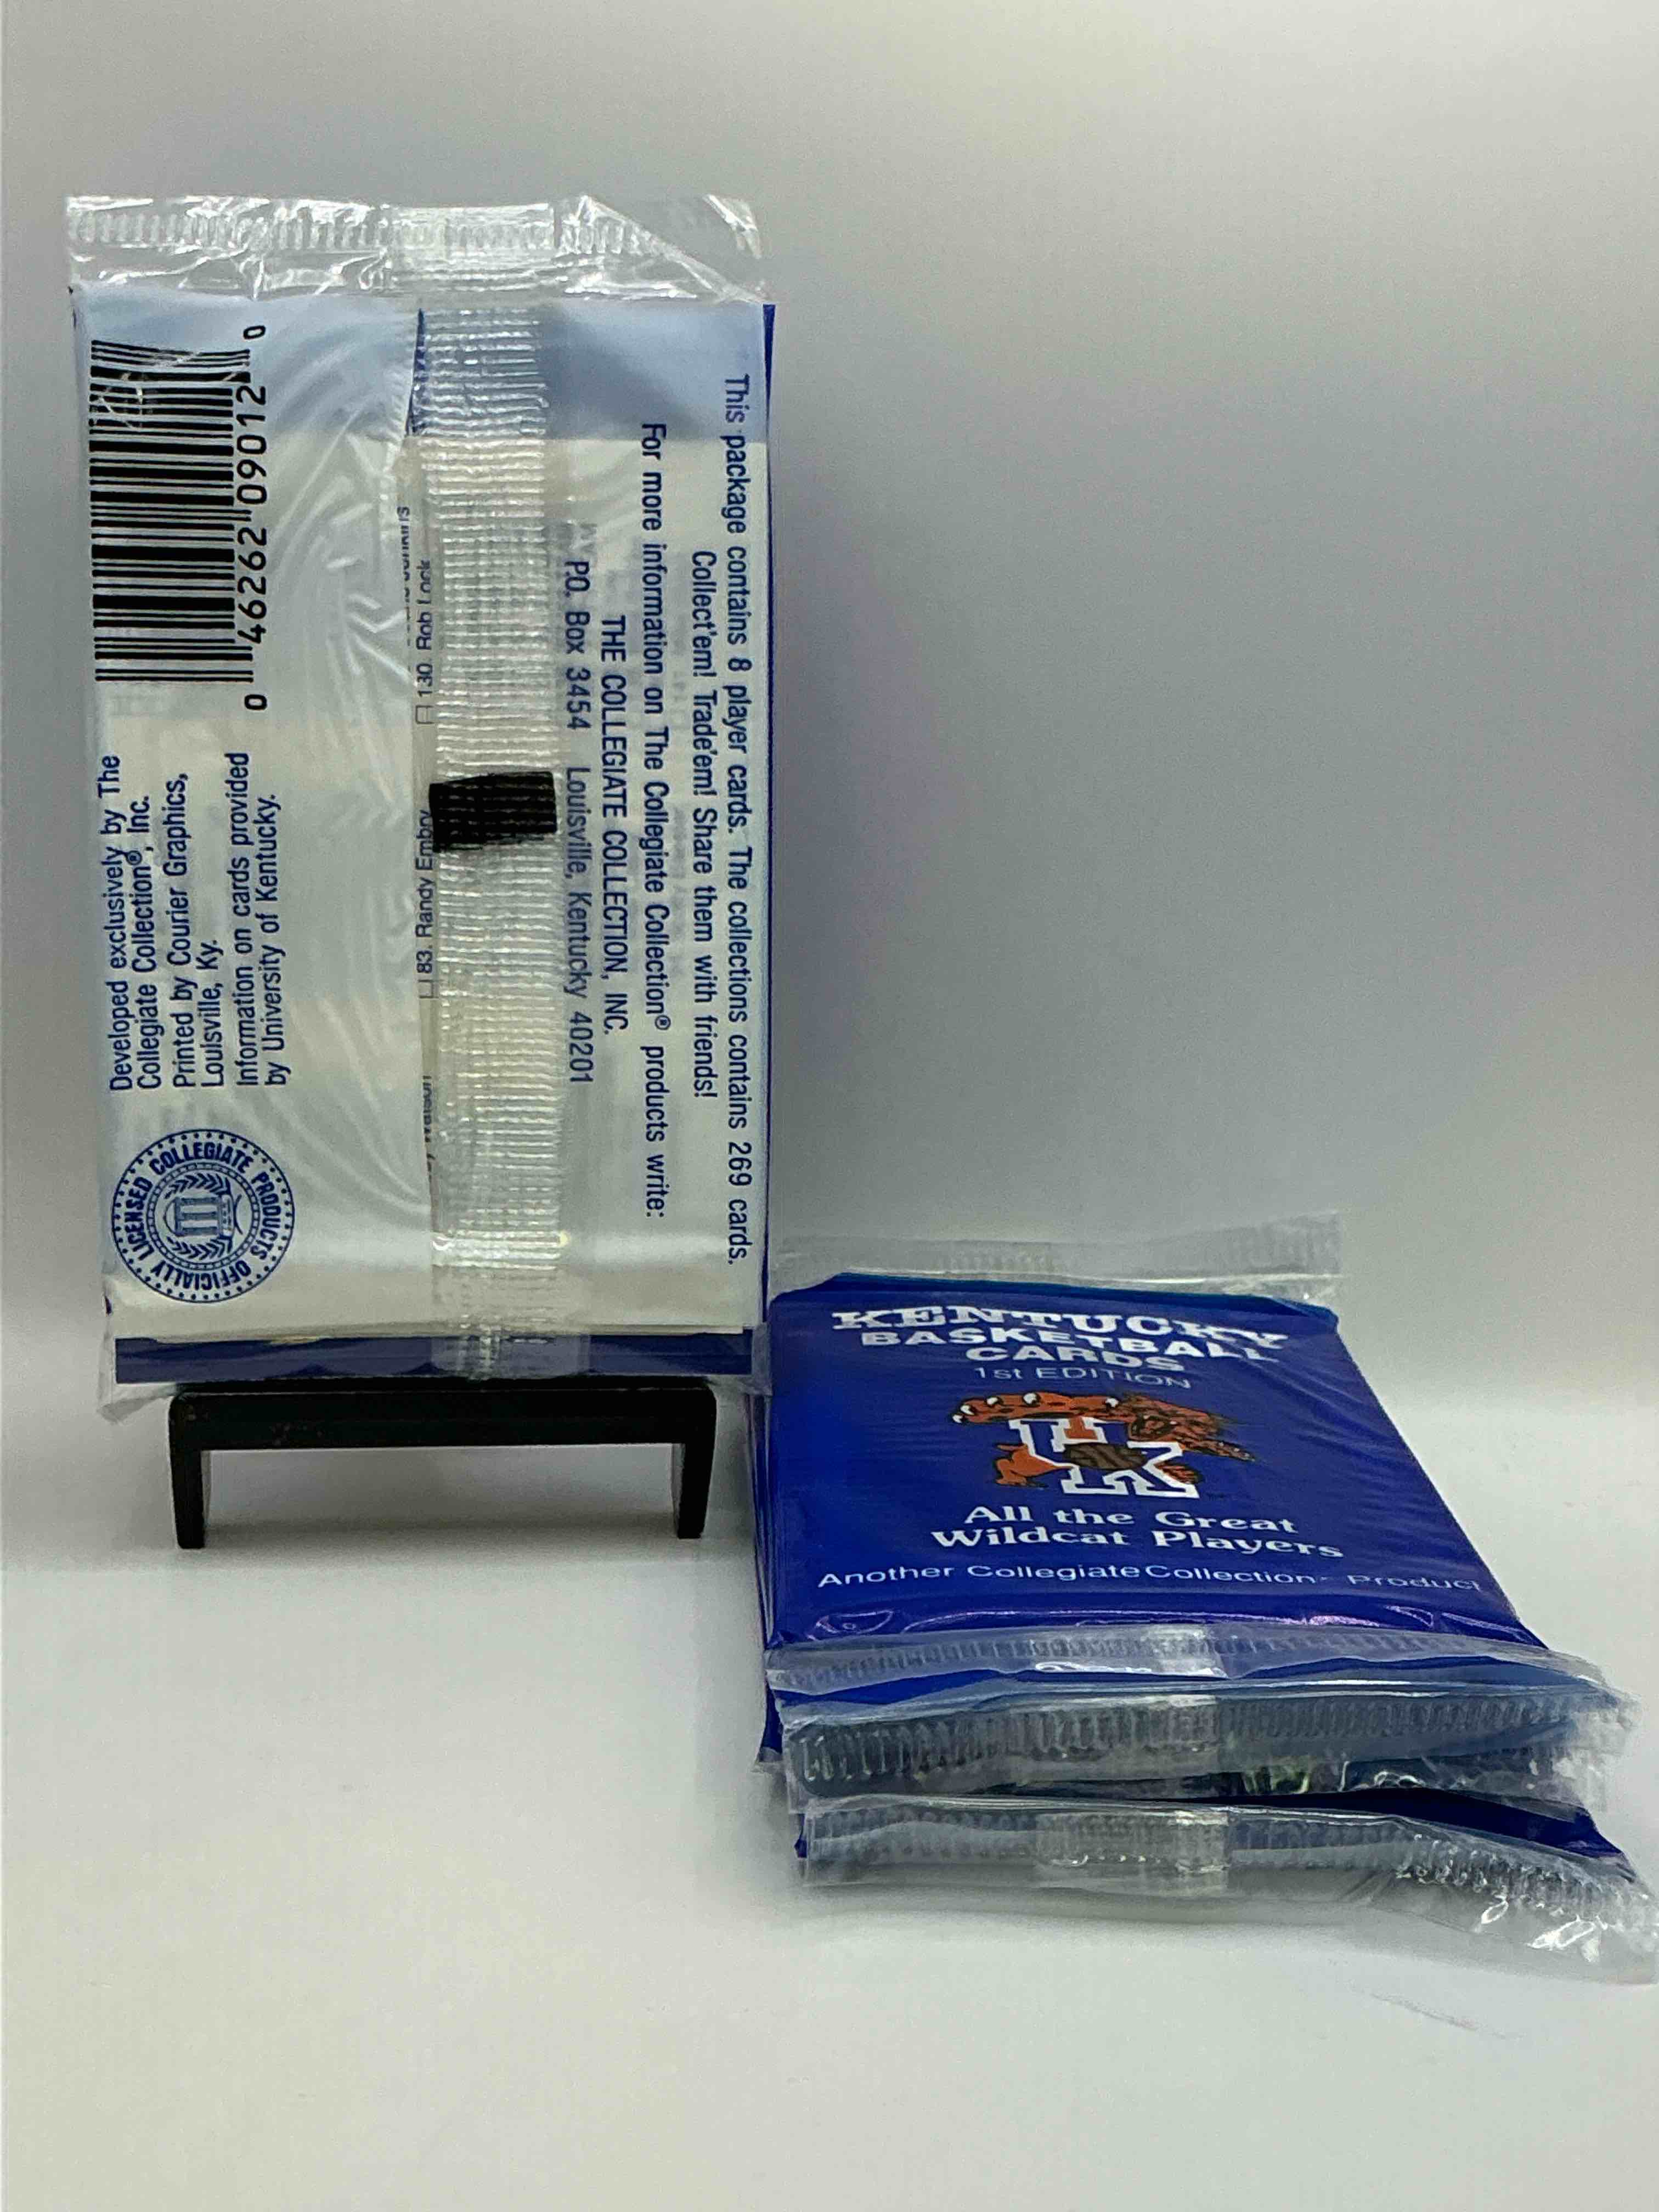 This package contains 8 player cards. The collections contains 269 cards.
Collect'em! Trade'em! Share them with friends!
For more information on The Collegiate Collection® products write:
THE COLLEGIATE COLLECTION, INC.
P.O. Box 3454 Louisville, Kentucky 40201
130 Rob Lock
83. Randy Embry
0 46262 09012 0
Developed exclusively by The
Collegiate Collection®, Inc.
Printed by Courier Graphics,
Louisville, Ky.
Information on cards provided
by University of Kentucky.
OFFICIALLY LICENSED COLLEGIATE PRODUCTS
KENTUCKY
BASKETBALL
CARDS
1st EDITION
UK
All the Great
Wildcat Players
Another Collegiate Collection Product